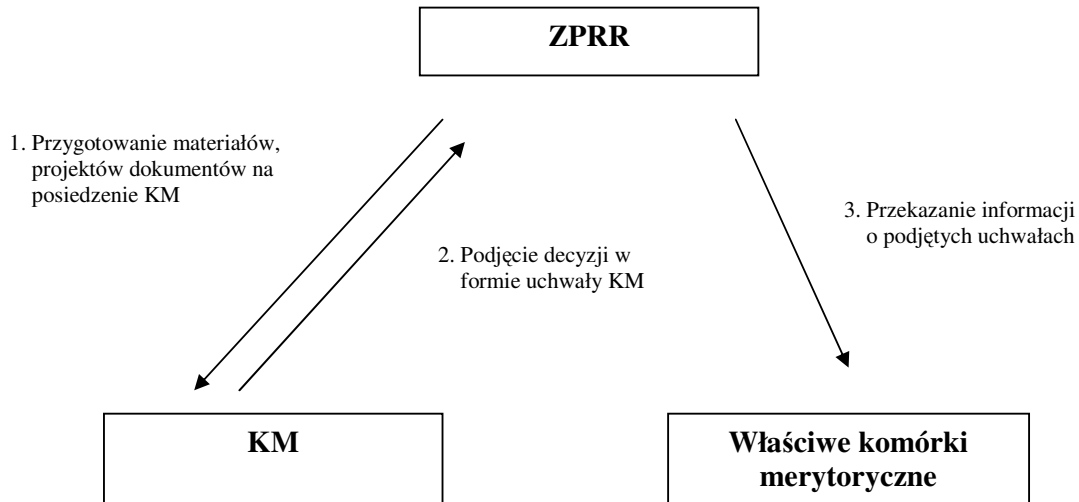 ZPRR
1. Przygotowanie materiałów,
projektów dokumentów na
posiedzenie KM
2. Podjęcie decyzji w
formie uchwały KM
3. Przekazanie informacji
o podjętych uchwałach
KM
Właściwe komórki
merytoryczne